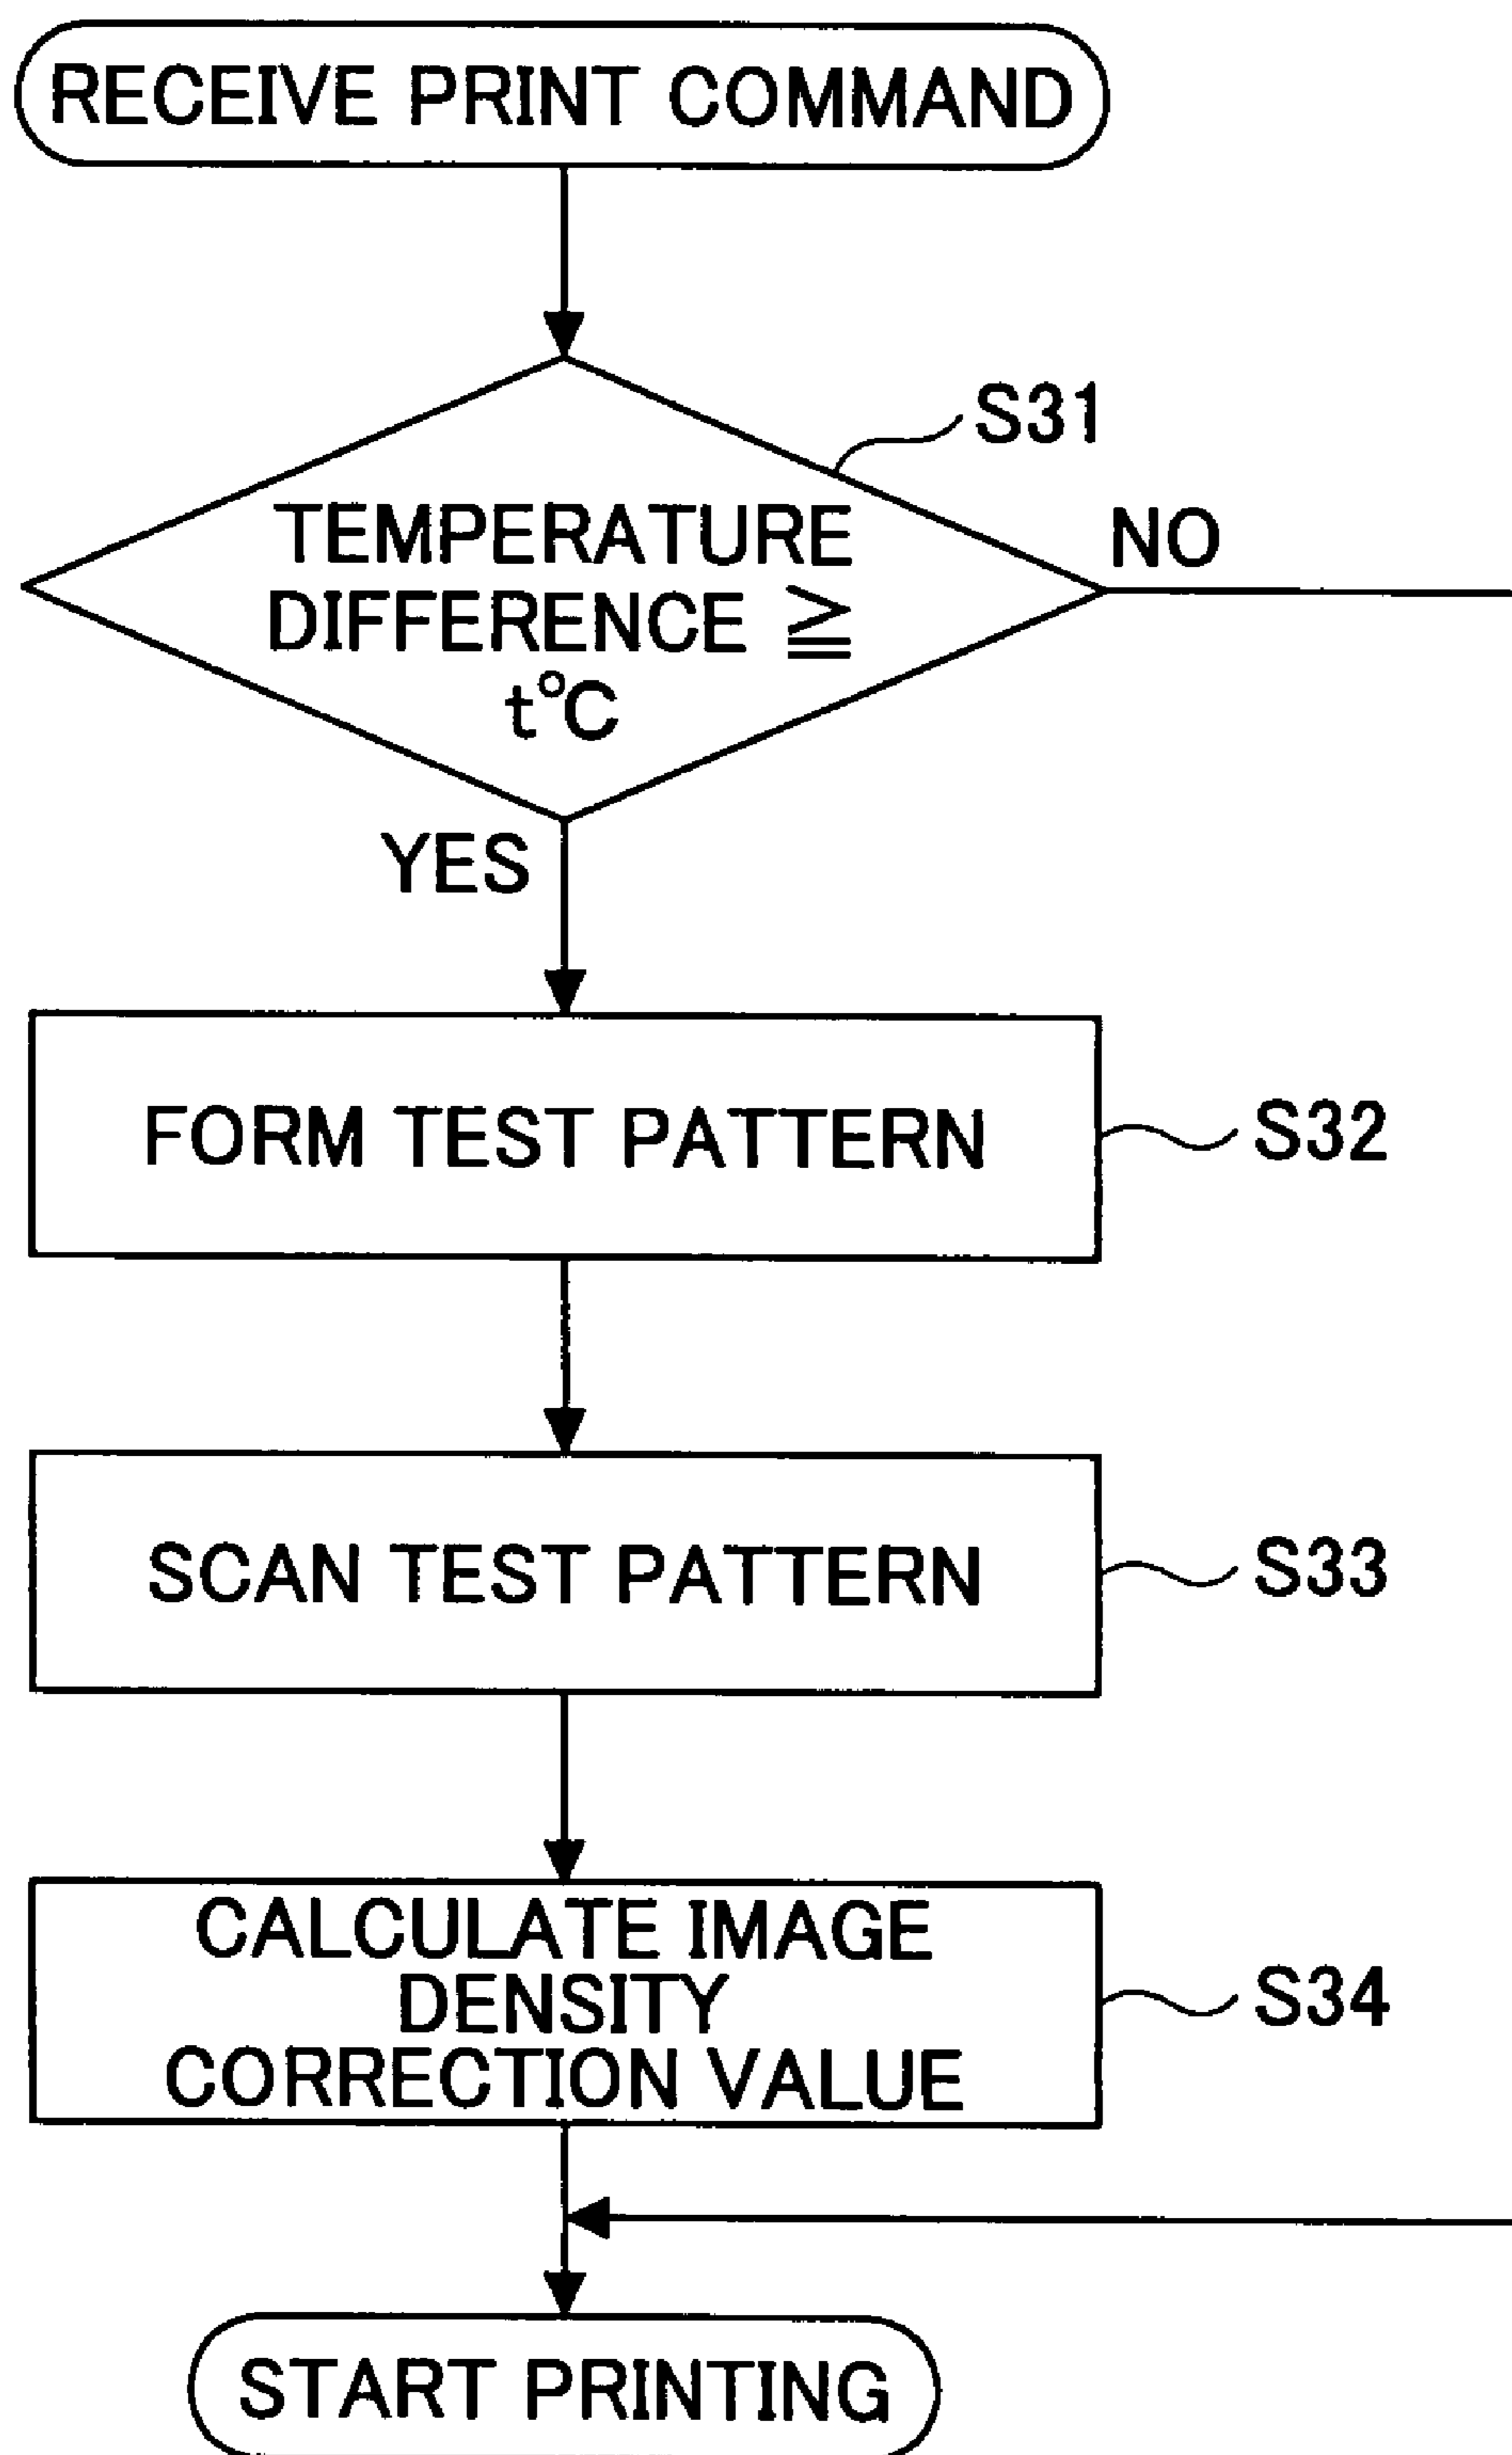 RECEIVE PRINT COMMAND
S31
TEMPERATURE
DIFFERENCE ≧
t℃
NO
YES
FORM TEST PATTERN
S32
SCAN TEST PATTERN
S33
CALCULATE IMAGE
DENSITY
CORRECTION VALUE
S34
START PRINTING